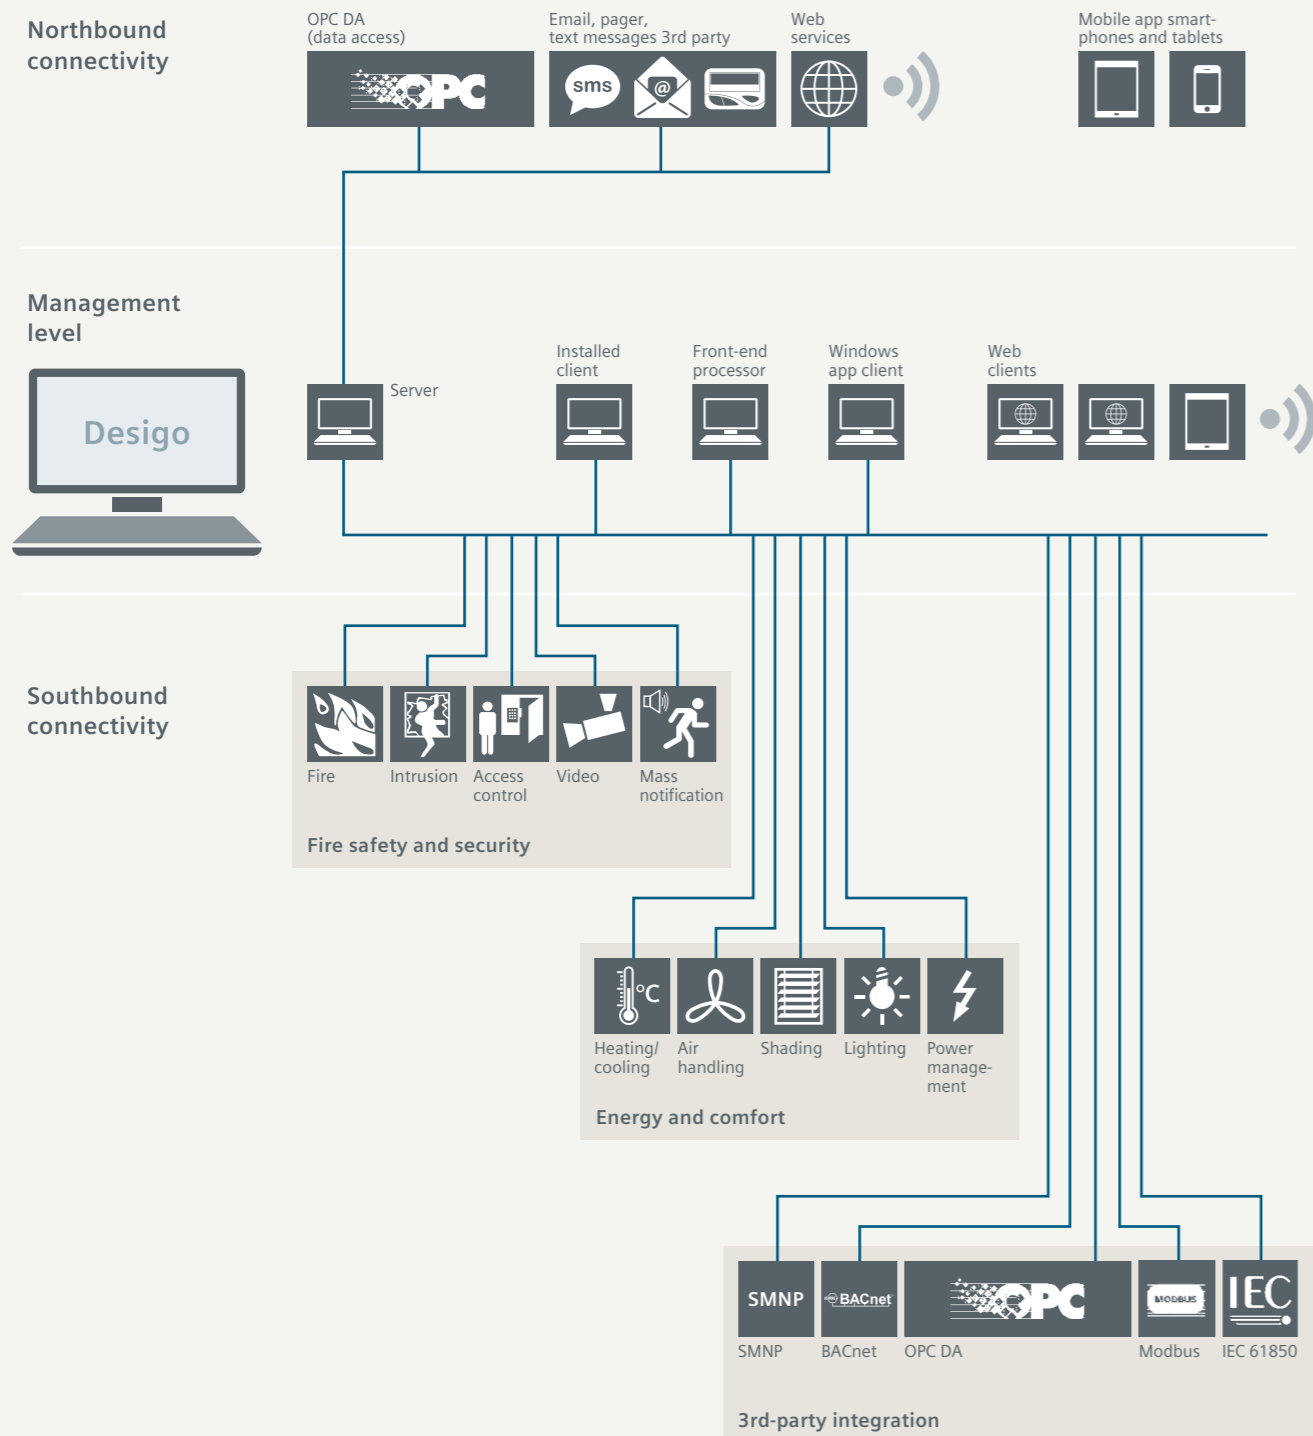 Northbound
connectivity
OPC DA
(data access)
OPC
Email, pager,
text messages 3rd party
sms
@
Web
services
Mobile app smart-
phones and tablets
Management
level
Desigo
Server
Installed
client
Front-end
processor
Windows
app client
Web
clients
Southbound
connectivity
Fire
Intrusion
Access
control
Video
Mass
notification
Fire safety and security
°C
Heating/
cooling
Air
handling
Shading
Lighting
Power
manage-
ment
Energy and comfort
SMNP
BACnet
OPC
MODBUS
IEC
SMNP
BACnet
OPC DA
Modbus
IEC 61850
3rd-party integration